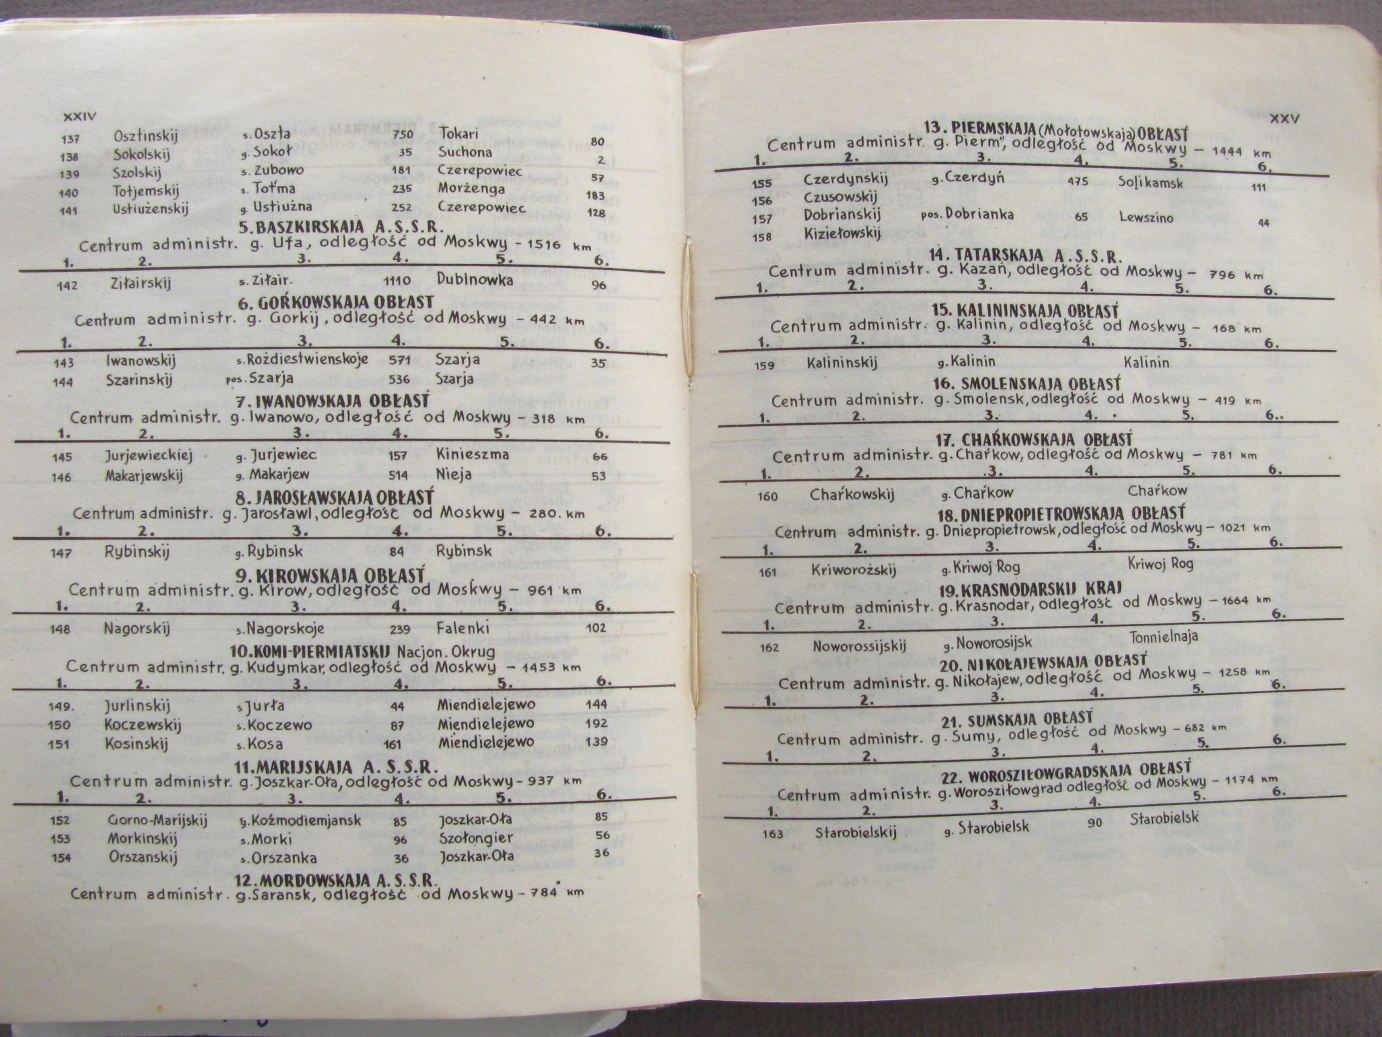 XXIV
137 Osztinskij s. Oszta 750 Tokari 80
138 Sokolskij g. Sokoł 35 Suchona 2
139 Szolskij s. Zubowo 181 Czerepowiec 57
140 Totjemskij s. Tot'ma 235 Morżenga 183
141 Ustiużenskij g. Ustiużna 252 Czerepowiec 128
5. BASZKIRSKAJA A.S.S.R.
Centrum administr. g. Ufa, odległość od Moskwy – 1516 km
1. 2. 3. 4. 5. 6.
142 Ziłairskij s. Ziłair. 1110 Dublnowka 96
6. GOŔKOWSKAJA OBŁAST
Centrum administr. g. Gorkij, odległość od Moskwy – 442 km
1. 2. 3. 4. 5. 6.
143 Iwanowskij s. Rożdiestwienskoje 571 Szarja 35
144 Szarinskij pos. Szarja 536 Szarja
7. IWANOWSKAJA OBŁAST́
Centrum administr. g. Iwanowo, odległość od Moskwy – 318 km
1. 2. 3. 4. 5. 6.
145 Jurjewieckiej g. Jurjewiec 157 Kinieszma 66
146 Makarjewskij g. Makarjew 514 Nieja 53
8. JAROSŁAWSKAJA OBŁAST́
Centrum administr. g. Jarosławl, odległość od Moskwy – 280. km
1. 2. 3. 4. 5. 6.
147 Rybinskij g. Rybinsk 84 Rybinsk
9. KIROWSKAJA OBŁAST́
Centrum administr. g. Kirow, odległość od Moskwy – 961 km
1. 2. 3. 4. 5. 6.
148 Nagorskij s. Nagorskoje 239 Falenki 102
10. KOMI-PIERMIATSKIJ Nacjon. Okrug
Centrum administr. g. Kudymkar, odległość od Moskwy – 1453 km
1. 2. 3. 4. 5. 6.
149. Jurlinskij s Jurła 44 Miendielejewo 144
150 Koczewskij s. Koczewo 87 Miendielejewo 192
151 Kosinskij s. Kosa 161 Miendielejewo 139
11. MARIJSKAJA A.S.S.R.
Centrum administr. g. Joszkar-Oła, odległość od Moskwy – 937 km
1. 2. 3. 4. 5. 6.
152 Gorno-Marijskij g. Koźmodiemjansk 85 Joszkar-Oła 85
153 Morkinskij s. Morki 96 Szołongier 56
154 Orszanskij s. Orszanka 36 Joszkar-Oła 36
12. MORDOWSKAJA A.S.S.R.
Centrum administr. g. Saransk, odległość od Moskwy – 784 km
XXV
13. PIERMSKAJA (Mołotowskaja) OBŁAST́
Centrum administr. g. Pierm", odległość od Moskwy – 1444 km
1. 2. 3. 4. 5. 6.
155 Czerdynskij g. Czerdyń 475 Solikamsk 111
156 Czusowskij
157 Dobrianskij pos. Dobrianka 65 Lewszino 44
158 Kiziełowskij
14. TATARSKAJA A.S.S.R.
Centrum administr. g. Kazań, odległość od Moskwy – 796 km
1. 2. 3. 4. 5. 6.
15. KALININSKAJA OBŁAST́
Centrum administr. g. Kalinin, odległość od Moskwy – 168 km
1. 2. 3. 4. 5. 6.
159 Kalininskij g. Kalinin Kalinin
16. SMOLENSKAJA OBŁAST́
Centrum administr. g. Smolensk, odległość od Moskwy – 419 km
1. 2. 3. 4. 5. 6..
17. CHAŔKOWSKAJA OBŁAST́
Centrum administr. g. Chaŕkow, odległość od Moskwy – 781 km
1. 2. 3. 4. 5. 6.
160 Chaŕkowskij g. Chaŕkow Chaŕkow
18. DNIEPROPIETROWSKAJA OBŁAST́
Centrum administr. g. Dniepropietrowsk, odległość od Moskwy – 1021 km
1. 2. 3. 4. 5. 6.
161 Kriworożskij g. Kriwoj Rog Kriwoj Rog
19. KRASNODARSKIJ KRAJ
Centrum administr. g. Krasnodar, odległość od Moskwy – 1664 km
1. 2. 3. 4. 5. 6.
162 Noworossijskij g. Noworosijsk Tonnielnaja
20. NIKOŁAJEWSKAJA OBŁAST́
Centrum administr. g. Nikołajew, odległość od Moskwy – 1258 km
1. 2. 3. 4. 5. 6.
21. SUMSKAJA OBŁAST́
Centrum administr. g. Sumy, odległość od Moskwy – 682 km
1. 2. 3. 4. 5. 6.
22. WOROSZIŁOWGRADSKAJA OBŁAST́
Centrum administr. g. Woroszіłowgrad odległość od Moskwy – 1174 km
1. 2. 3. 4. 5. 6.
163 Starobielskij g. Starobielsk 90 Starobielsk